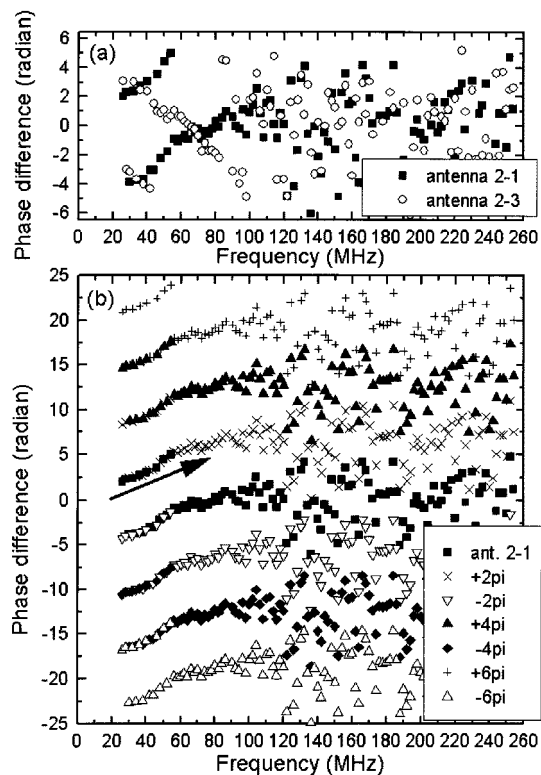 (a)
6
4
2
0
-2
-4
-6
Phase difference (radian)
antenna 2-1
antenna 2-3
0 20 40 60 80 100 120 140 160 180 200 220 240 260
Frequency (MHz)
(b)
25
20
15
10
5
0
-5
-10
-15
-20
-25
Phase difference (radian)
ant. 2-1
+2pi
-2pi
+4pi
-4pi
+6pi
-6pi
0 20 40 60 80 100 120 140 160 180 200 220 240 260
Frequency (MHz)